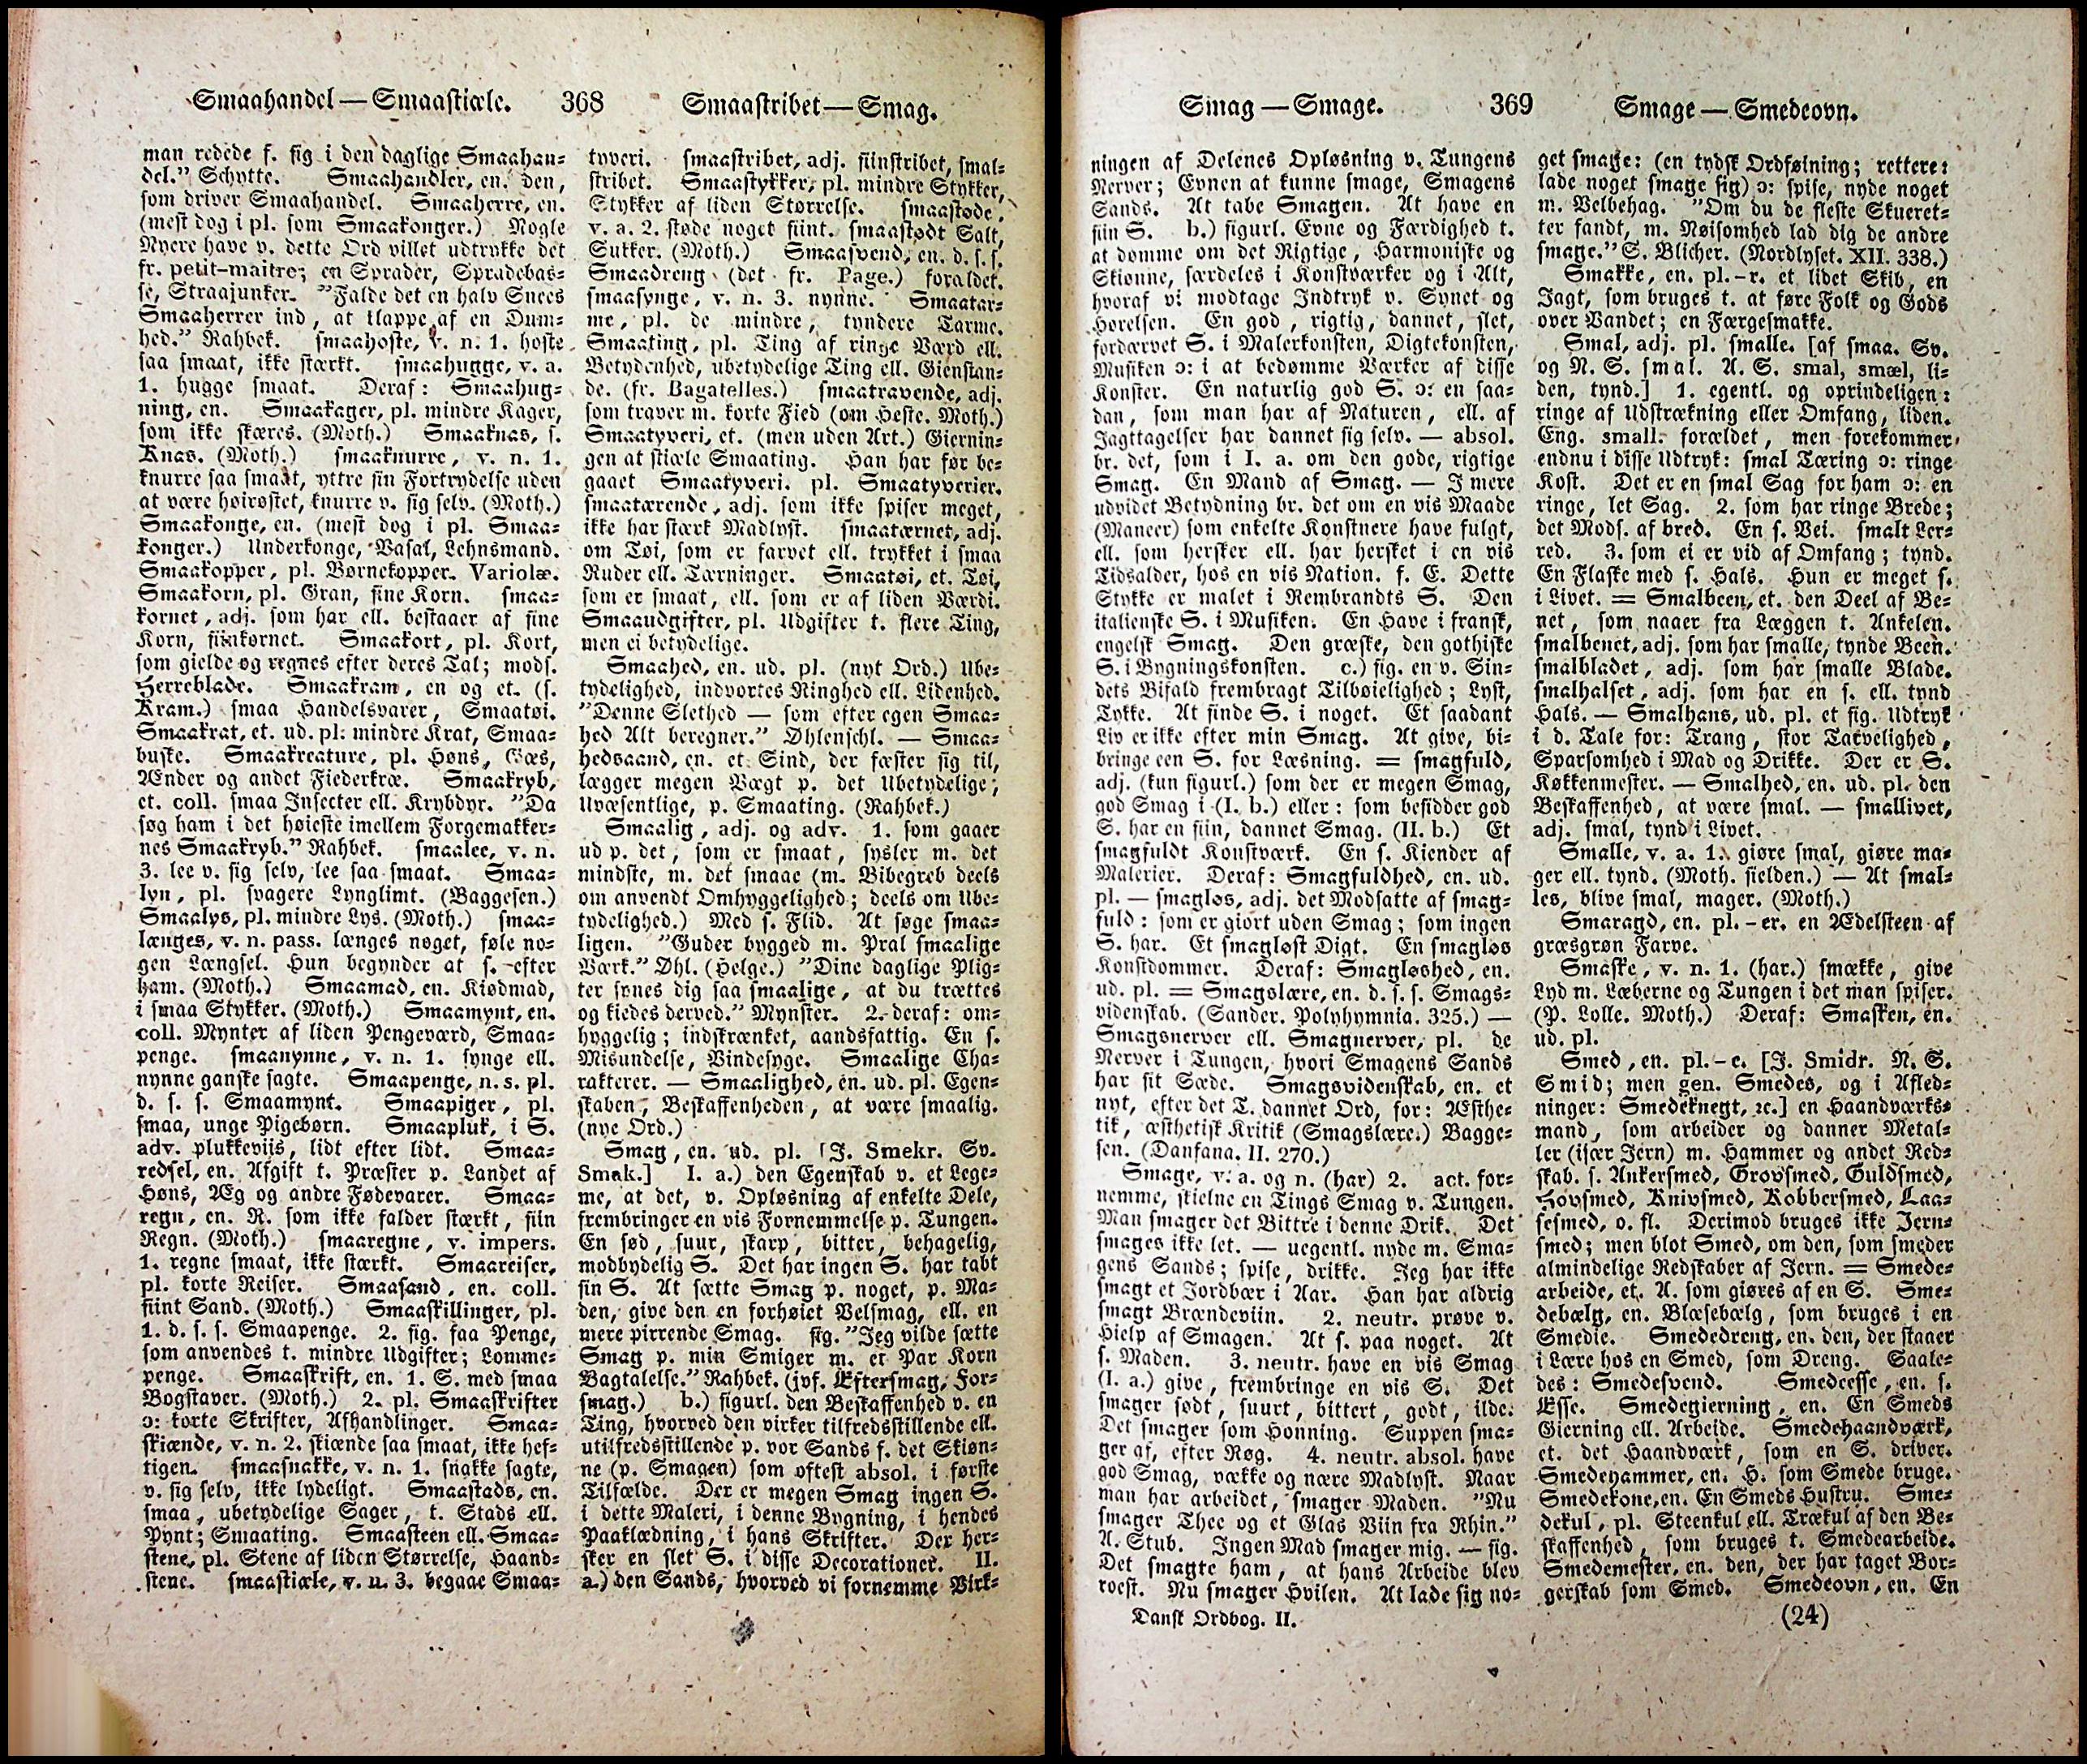 Smaahandel — Smaastiæle. 368 Smaastribet — Smag.
man redede s. sig i den daglige Smaahan-
del." Schytte. Smaahandler, en. den,
som driver Smaahandel. Smaaherre, en.
(mest dog i pl. som Smaakonger.) Nogle
Nyere have v. dette Ord villet udtrykke det
fr. petit-maitre; en Sprader, Spradebas-
se, Straajunker. "Falde det en halv Snees
Smaaherrer ind, at klappe af en Dum-
hed." Rahbek. smaahoste, v. n. 1. hoste
saa smaat, ikke stærkt. smaahugge, v. a.
1. hugge smaat. Deraf: Smaahug-
ning, en. Smaakager, pl. mindre Kager,
som ikke skæres. (Moth.) Smaaknas, s.
Knas. (Moth.) smaaknurre, v. n. 1.
knurre saa smaat, yttre sin Fortrydelse uden
at være høirøstet, knurre v. sig selv. (Moth.)
Smaakonge, en. (mest dog i pl. Smaa-
konger.) Underkonge, Vasal, Lehnsmand.
Smaakopper, pl. Børnekopper. Variolæ.
Smaakorn, pl. Gran, fine Korn. smaa-
kornet, adj. som har ell. bestaaer af fine
Korn, fiinkornet. Smaakort, pl. Kort,
som gielde og regnes efter deres Tal; mods.
Herreblade. Smaakram, en og et. (s.
Kram.) smaa Handelsvarer, Smaatøi.
Smaakrat, et. ud. pl. mindre Krat, Smaa-
buske. Smaakreature, pl. Høns, Gæs,
Ænder og andet Fiederkræ. Smaakryb,
et. coll. smaa Insecter ell. Krybdyr. "Da
søg ham i det høieste imellem Forgemakker-
nes Smaakryb." Rahbek. smaalee, v. n.
3. lee v. sig selv, lee saa smaat. Smaa-
lyn, pl. svagere Lynglimt. (Baggesen.)
Smaalys, pl. mindre Lys. (Moth.) smaa-
længes, v. n. pass. længes noget, føle no-
gen Længsel. Hun begynder at s. efter
ham. (Moth.) Smaamad, en. Kiødmad,
i smaa Stykker. (Moth.) Smaamynt, en.
coll. Mynter af liden Pengeværd, Smaa-
penge. smaanynne, v. n. 1. synge ell.
nynne ganske sagte. Smaapenge, n. s. pl.
d. s. s. Smaamynt. Smaapiger, pl.
smaa, unge Pigebørn. Smaapluk, i S.
adv. plukkeviis, lidt efter lidt. Smaa-
redsel, en. Afgift t. Præster p. Landet af
Høns, Æg og andre Fødevarer. Smaa-
regn, en. R. som ikke falder stærkt, fiin
Regn. (Moth.) smaaregne, v. impers.
1. regne smaat, ikke stærkt. Smaareiser,
pl. korte Reiser. Smaasand, en. coll.
fiint Sand. (Moth.) Smaaskillinger, pl.
1. d. s. s. Smaapenge. 2. fig. faa Penge,
som anvendes t. mindre Udgifter; Lomme-
penge. Smaaskrift, en. 1. S. med smaa
Bogstaver. (Moth.) 2. pl. Smaaskrifter
ɔ: korte Skrifter, Afhandlinger. Smaa-
skiænde, v. n. 2. skiænde saa smaat, ikke hef-
tigen. smaasnakke, v. n. 1. snakke sagte,
v. sig selv, ikke lydeligt. Smaastads, en.
smaa, ubetydelige Sager, t. Stads ell.
Pynt; Smaating. Smaasteen ell. Smaa-
stene, pl. Stene af liden Størrelse, Haand-
stene. smaastiæle, v. n. 3. begaae Smaa-
tyveri. smaastribet, adj. fiinstribet, smal-
stribet. Smaastykker, pl. mindre Stykker,
Stykker af liden Størrelse. smaastøde,
v. a. 2. støde noget fiint. smaastødt Salt,
Sukker. (Moth.) Smaasvend, en. d. s. s.
Smaadreng (det fr. Page.) foraldet.
smaasynge, v. n. 3. nynne. Smaatar-
me, pl. de mindre, tyndere Tarme.
Smaating, pl. Ting af ringe Værd ell.
Betydenhed, ubetydelige Ting ell. Gienstan-
de. (fr. Bagatelles.) smaatravende, adj.
som traver m. korte Fied (om Heste. Moth.)
Smaatyveri, et. (men uden Art.) Giernin-
gen at stiæle Smaating. Han har før be-
gaaet Smaatyveri. pl. Smaatyverier.
smaatærende, adj. som ikke spiser meget,
ikke har stærk Madlyst. smaatærnet, adj.
om Tøi, som er farvet ell. trykket i smaa
Ruder ell. Tærninger. Smaatøi, et. Tøi,
som er smaat, ell. som er af liden Værdi.
Smaaudgifter, pl. Udgifter t. flere Ting,
men ei betydelige.
Smaahed, en. ud. pl. (nyt Ord.) Ube-
tydelighed, indvortes Ringhed ell. Lidenhed.
"Denne Slethed — som efter egen Smaa-
hed Alt beregner." Øhlenschl. — Smaa-
hedsaand, en. et Sind, der fæster sig til,
lægger megen Vægt p. det Ubetydelige,
Uvæsentlige, p. Smaating. (Rahbek.)
Smaalig, adj. og adv. 1. som gaaer
ud p. det, som er smaat, sysler m. det
mindste, m. det smaae (m. Bibegreb deels
om anvendt Omhyggelighed; deels om Ube-
tydelighed.) Med s. Flid. At søge smaa-
ligen. "Guder bygged m. Pral smaalige
Værk." Øhl. (Helge.) "Dine daglige Plig-
ter synes dig saa smaalige, at du trættes
og kiedes derved." Mynster. 2. deraf: om-
hyggelig; indskrænket, aandsfattig. En s.
Misundelse, Vindesyge. Smaalige Cha-
rakterer. — Smaalighed, en. ud. pl. Egen-
skaben, Beskaffenheden, at være smaalig.
(nye Ord.)
Smag, en. ud. pl. [I. Smekr. Sv.
Smak.] I. a.) den Egenskab v. et Lege-
me, at det, v. Opløsning af enkelte Dele,
frembringer en vis Fornemmelse p. Tungen.
En sød, suur, skarp, bitter, behagelig,
modbydelig S. Det har ingen S. har tabt
sin S. At sætte Smag p. noget, p. Ma-
den, give den en forhøiet Velsmag, ell. en
mere pirrende Smag. fig. "Jeg vilde sætte
Smag p. min Smiger m. et Par Korn
Bagtalelse." Rahbek. (jvf. Eftersmag, For-
smag.) b.) figurl. den Beskaffenhed v. en
Ting, hvorved den virker tilfredsstillende ell.
utilfredsstillende p. vor Sands f. det Skiøn-
ne (p. Smagen) som oftest absol. i første
Tilfælde. Der er megen Smag ingen S.
i dette Maleri, i denne Bygning, i hendes
Paaklædning, i hans Skrifter. Der her-
sker en slet S. i disse Decorationer. II.
a.) den Sands, hvorved vi fornemme Virk-
Smag — Smage. 369 Smage — Smedeovn.
ningen af Delenes Opløsning v. Tungens
Nerver; Evnen at kunne smage, Smagens
Sands. At tabe Smagen. At have en
fiin S. b.) figurl. Evne og Færdighed t.
at dømme om det Rigtige, Harmoniske og
Skiønne, særdeles i Konstværker og i Alt,
hvoraf vi modtage Indtryk v. Synet og
Hørelsen. En god, rigtig, dannet, slet,
fordærvet S. i Malerkonsten, Digtekonsten,
Musiken ɔ: i at bedømme Værker af disse
Konster. En naturlig god S. ɔ: en saa-
dan, som man har af Naturen, ell. af
Jagttagelser har dannet sig selv. — absol.
br. det, som i I. a. om den gode, rigtige
Smag. En Mand af Smag. — I mere
udvidet Betydning br. det om en vis Maade
(Maneer) som enkelte Konstnere have fulgt,
ell. som hersker ell. har hersket i en vis
Tidsalder, hos en vis Nation. f. E. Dette
Stykke er malet i Rembrandts S. Den
italienske S. i Musiken. En Have i fransk,
engelsk Smag. Den græske, den gothiske
S. i Bygningskonsten. c.) fig. en v. Sin-
dets Bifald frembragt Tilbøielighed; Lyst,
Tykke. At finde S. i noget. Et saadant
Liv er ikke efter min Smag. At give, bi-
bringe een S. for Læsning. = smagfuld,
adj. (kun figurl.) som der er megen Smag,
god Smag i (I. b.) eller: som besidder god
S. har en fiin, dannet Smag. (II. b.) Et
smagfuldt Konstværk. En s. Kiender af
Malerier. Deraf: Smagfuldhed, en. ud.
pl. — smagløs, adj. det Modsatte af smag-
fuld: som er giort uden Smag; som ingen
S. har. Et smagløst Digt. En smagløs
Konstdommer. Deraf: Smagløshed, en.
ud. pl. = Smagslære, en. d. s. s. Smags-
videnskab. (Sander. Polyhymnia. 325.) —
Smagsnerver ell. Smagnerver, pl. de
Nerver i Tungen, hvori Smagens Sands
har sit Sæde. Smagsvidenskab, en. et
nyt, efter det T. dannet Ord, for: Æsthe-
tik, æsthetisk Kritik (Smagslære.) Bagge-
sen. (Danfana. II. 270.)
Smage, v. a. og n. (har) 2. act. for-
nemme, skielne en Tings Smag v. Tungen.
Man smager det Bittre i denne Drik. Det
smages ikke let. — uegentl. nyde m. Sma-
gens Sands; spise, drikke. Jeg har ikke
smagt et Jordbær i Aar. Han har aldrig
smagt Brændeviin. 2. neutr. prøve v.
Hielp af Smagen. At s. paa noget. At
s. Maden. 3. neutr. have en vis Smag
(I. a.) give, frembringe en vis S. Det
smager sødt, suurt, bittert, godt, ilde.
Det smager som Honning. Suppen sma-
ger af, efter Røg. 4. neutr. absol. have
god Smag, vække og nære Madlyst. Naar
man har arbeidet, smager Maden. "Nu
smager Thee og et Glas Viin fra Rhin."
A. Stub. Ingen Mad smager mig. — fig.
Det smagte ham, at hans Arbeide blev
roest. Nu smager Hvilen. At lade sig no-
Dansk Ordbog. II.
get smage: (en tydsk Ordføining; rettere:
lade noget smage sig) ɔ: spise, nyde noget
m. Velbehag. "Om du de fleste Skueret-
ter fandt, m. Nøisomhed lad dig de andre
smage." S. Blicher. (Nordlyset. XII. 338.)
Smakke, en. pl. -r. et lidet Skib, en
Jagt, som bruges t. at føre Folk og Gods
over Vandet; en Færgesmakke.
Smal, adj. pl. smalle. [af smaa. Sv.
og N. S. smal. A. S. smal, smæl, li-
den, tynd.] 1. egentl. og oprindeligen:
ringe af Udstrækning eller Omfang, liden.
Eng. small. forældet, men forekommer
endnu i disse Udtryk: smal Tæring ɔ: ringe
Kost. Det er en smal Sag for ham ɔ: en
ringe, let Sag. 2. som har ringe Brede;
det Mods. af bred. En s. Vei. smalt Ler-
red. 3. som ei er vid af Omfang; tynd.
En Flaske med s. Hals. Hun er meget s.
i Livet. = Smalbeen, et. den Deel af Be-
net, som naaer fra Læggen t. Ankelen.
smalbenet, adj. som har smalle, tynde Been.
smalbladet, adj. som har smalle Blade.
smalhalset, adj. som har en s. ell. tynd
Hals. — Smalhans, ud. pl. et fig. Udtryk
i d. Tale for: Trang, stor Tarvelighed,
Sparsomhed i Mad og Drikke. Der er S.
Køkkenmester. — Smalhed, en. ud. pl. den
Beskaffenhed, at være smal. — smallivet,
adj. smal, tynd i Livet.
Smalle, v. a. 1. giøre smal, giøre ma-
ger ell. tynd. (Moth. sielden.) — At smal-
les, blive smal, mager. (Moth.)
Smaragd, en. pl. -er. en Ædelsteen af
græsgrøn Farve.
Smaske, v. n. 1. (har.) smække, give
Lyd m. Læberne og Tungen i det man spiser.
(P. Lolle. Moth.) Deraf: Smasken, en.
ud. pl.
Smed, en. pl. -e. [I. Smidr. N. S.
Smid; men gen. Smedes, og i Afled-
ninger: Smedeknegt, ꝛc.] en Haandværks-
mand, som arbeider og danner Metal-
ler (især Jern) m. Hammer og andet Red-
skab. s. Ankersmed, Grovsmed, Guldsmed,
Hovsmed, Knivsmed, Kobbersmed, Laa-
sesmed, o. fl. Derimod bruges ikke Jern-
smed; men blot Smed, om den, som smeder
almindelige Redskaber af Jern. = Smede-
arbeide, et. A. som giøres af en S. Sme-
debælg, en. Blæsebælg, som bruges i en
Smedie. Smededreng, en. den, der staaer
i Lære hos en Smed, som Dreng. Saale-
des: Smedesvend. Smedeesse, en. s.
Esse. Smedegierning, en. En Smeds
Gierning ell. Arbeide. Smedehaandværk,
et. det Haandværk, som en S. driver.
Smedehammer, en. H. som Smede bruge.
Smedekone, en. En Smeds Hustru. Sme-
dekul, pl. Steenkul ell. Trækul af den Be-
skaffenhed, som bruges t. Smedearbeide.
Smedemester, en. den, der har taget Bor-
gerskab som Smed. Smedeovn, en. En
(24)